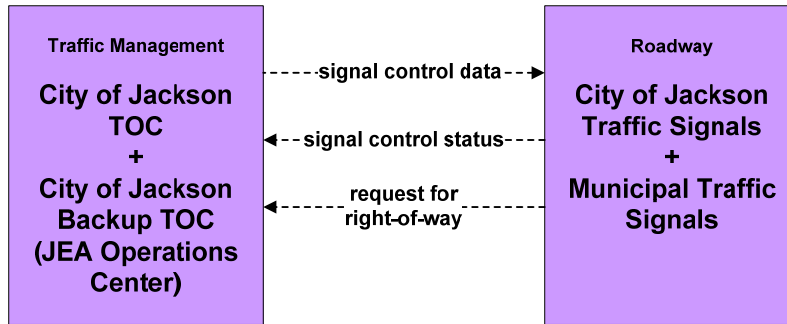 Traffic Management
City of Jackson
TOC
+
City of Jackson
Backup TOC
(JEA Operations
Center)
signal control data
signal control status
request for
right-of-way
Roadway
City of Jackson
Traffic Signals
+
Municipal Traffic
Signals